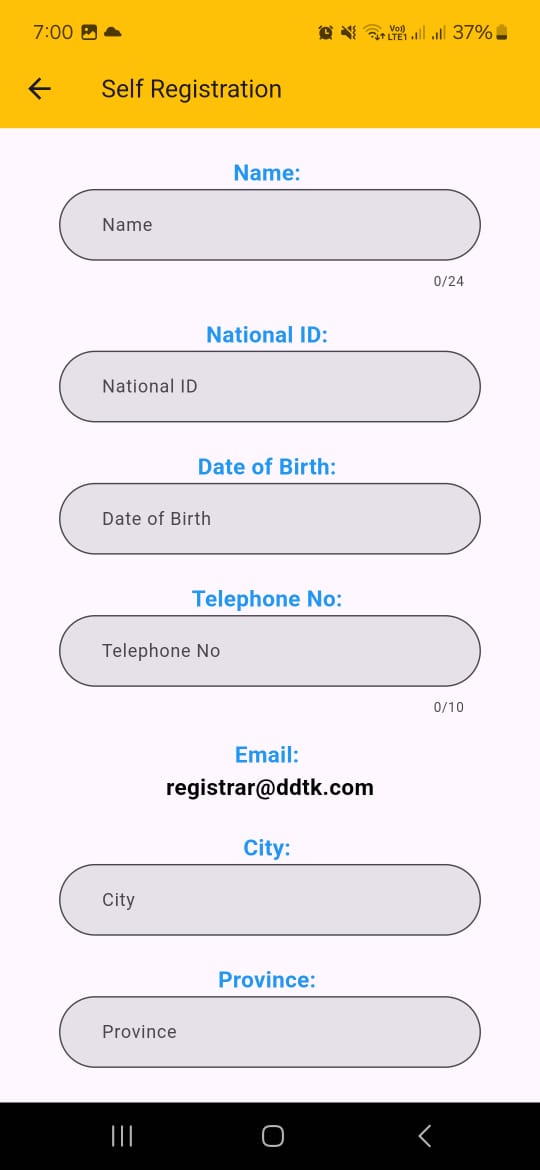 7:00 Vo) LTE1 37%
Self Registration
Name:
Name
0/24
National ID:
National ID
Date of Birth:
Date of Birth
Telephone No:
Telephone No
0/10
Email:
registrar@ddtk.com
City:
City
Province:
Province